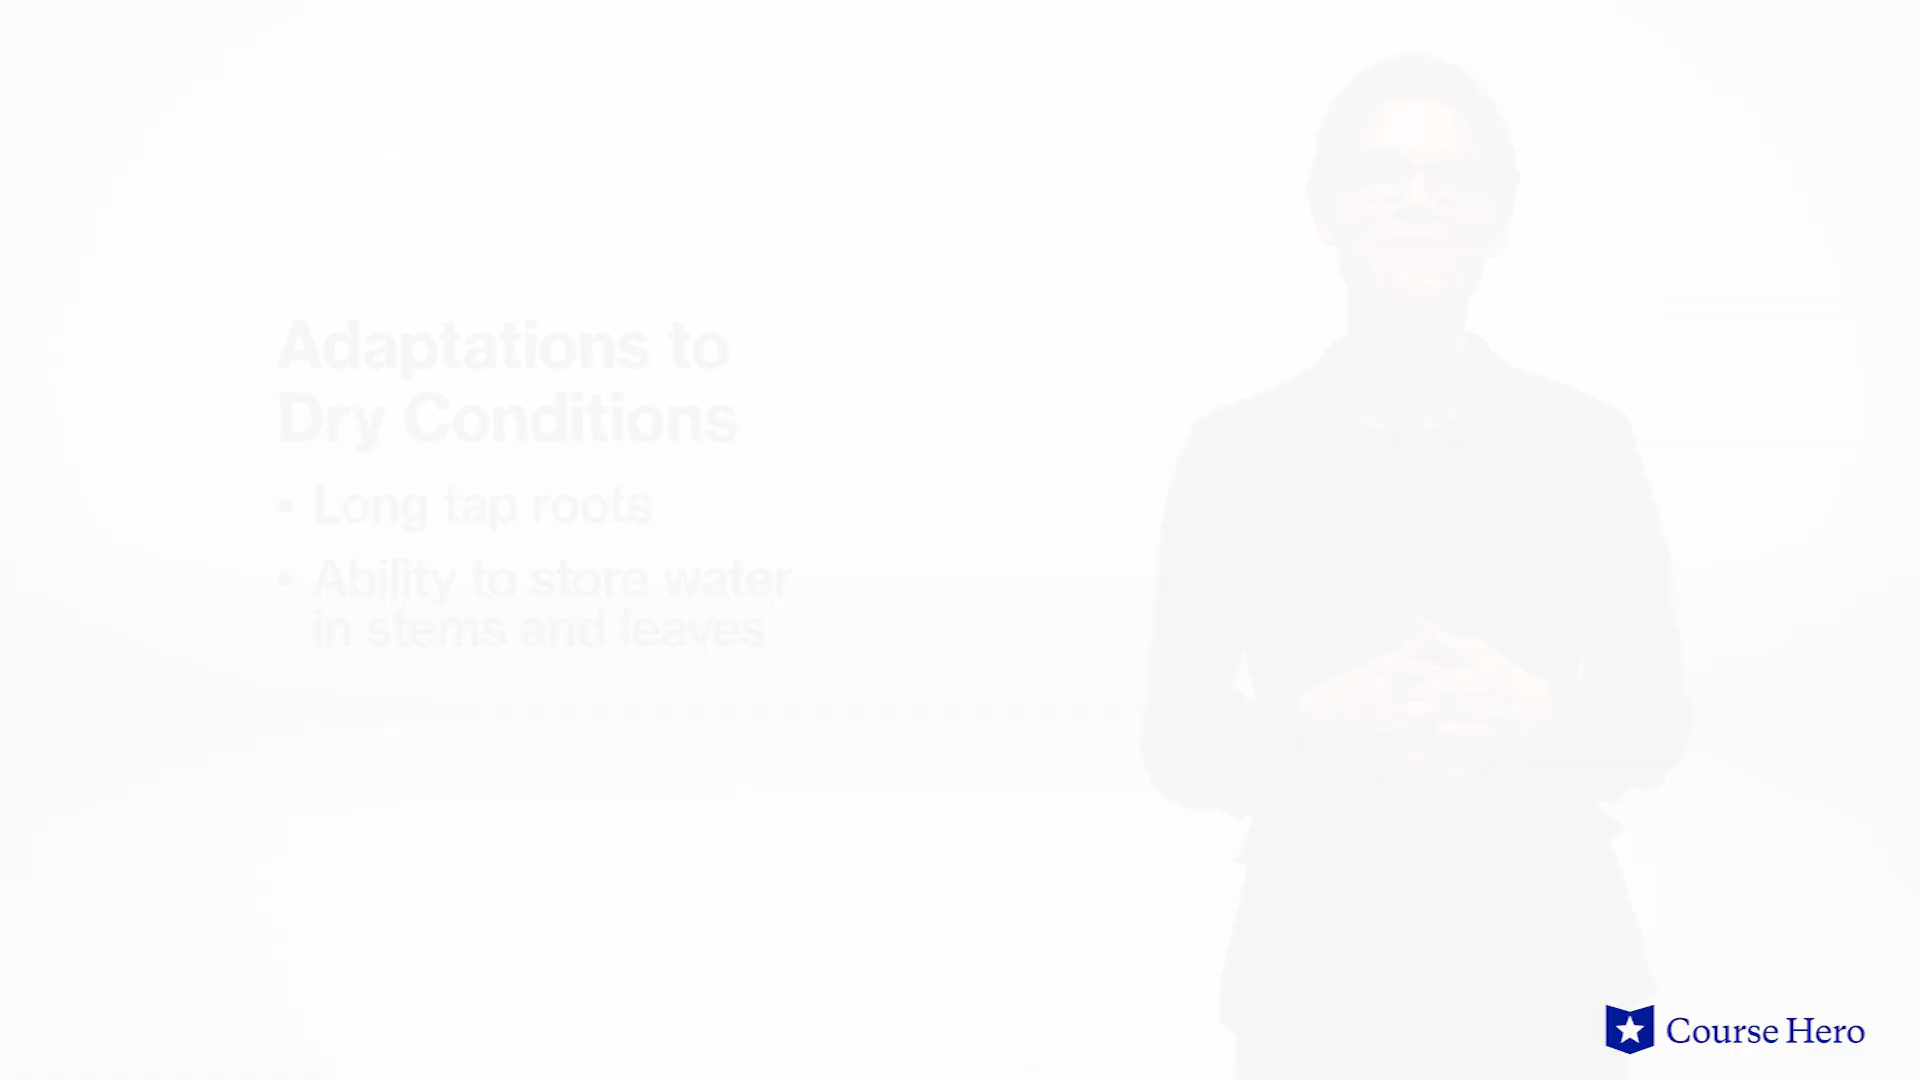 Adaptations to
Dry Conditions
• Long tap roots
• Ability to store water
in stems and leaves
Course Hero